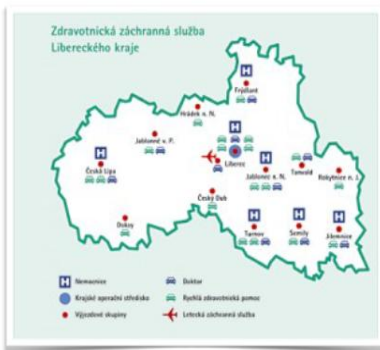 Zdravotnická záchranná služba
Libereckého kraje
H
Frýdlant
Hrádek n. N.
H
Jablonné v. P.
Liberec
H
Česká Lípa
H
Jablonec n. N.
Tanvald
Rokytnice n. J.
Český Dub
Doksy
H
Turnov
H
Semily
H
Jilemnice
H Nemocnice
Doktor
Krajské operační středisko
Rychlá zdravotnická pomoc
Výjezdové skupiny
Letecká záchranná služba